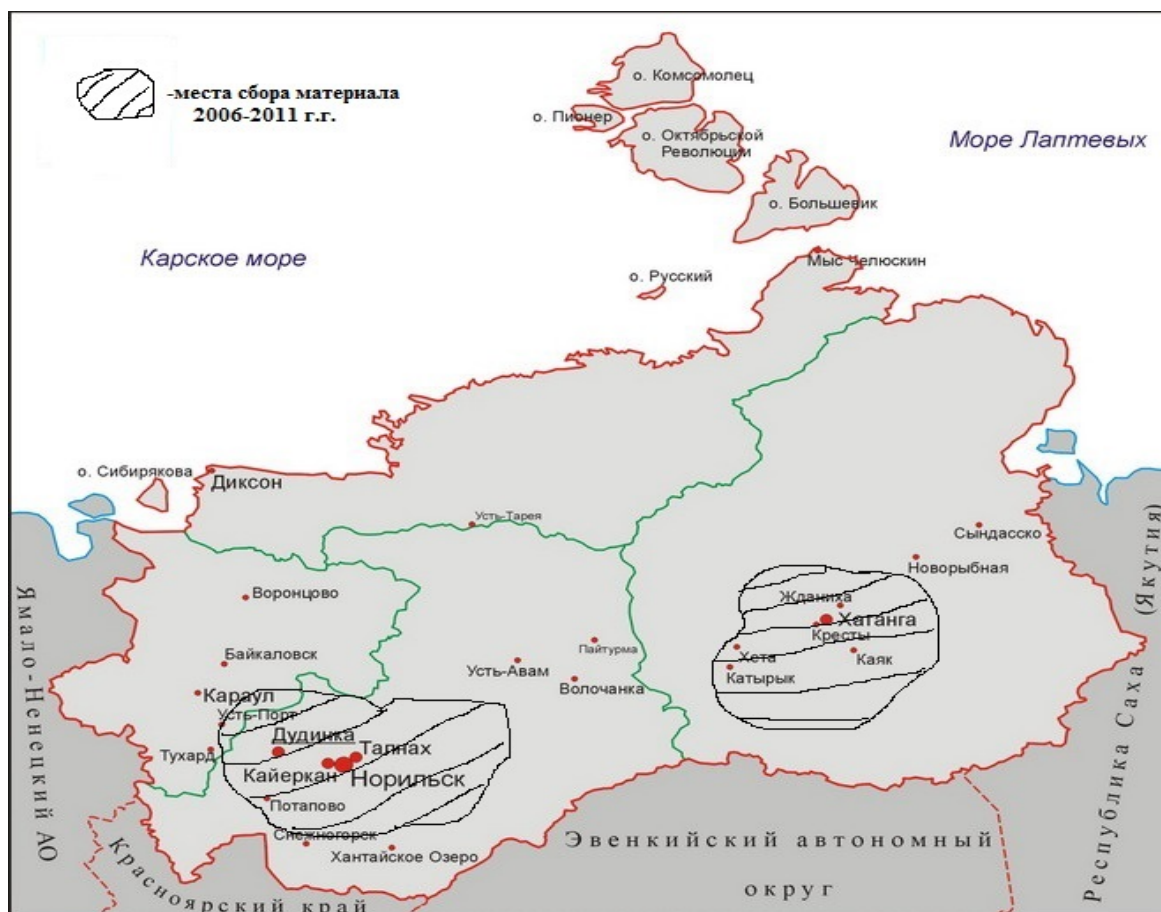 -места сбора материала
2006-2011 г.г.
о. Комсомолец
о. Пионер
о. Октябрьской
Революции
Море Лаптевых
о. Большевик
Карское море
Мыс Челюскин
о. Русский
о. Сибирякова
Диксон
Усть-Тарея
Сындасско
Новорыбная
Воронцово
Жданиха
Хатанга
Кресты
Пайтурма
Хета
Каяк
Байкаловск
Усть-Авам
Катырык
Волочанка
Караул
Усть-Порт
Дудинка
Талнах
Тухард
Кайеркан
Норильск
Потапово
Снежногорск
Хантайское Озеро
Ямало-Ненецкий АО
Красноярский край
Эвенкийский автономный
округ
Республика Саха (Якутия)